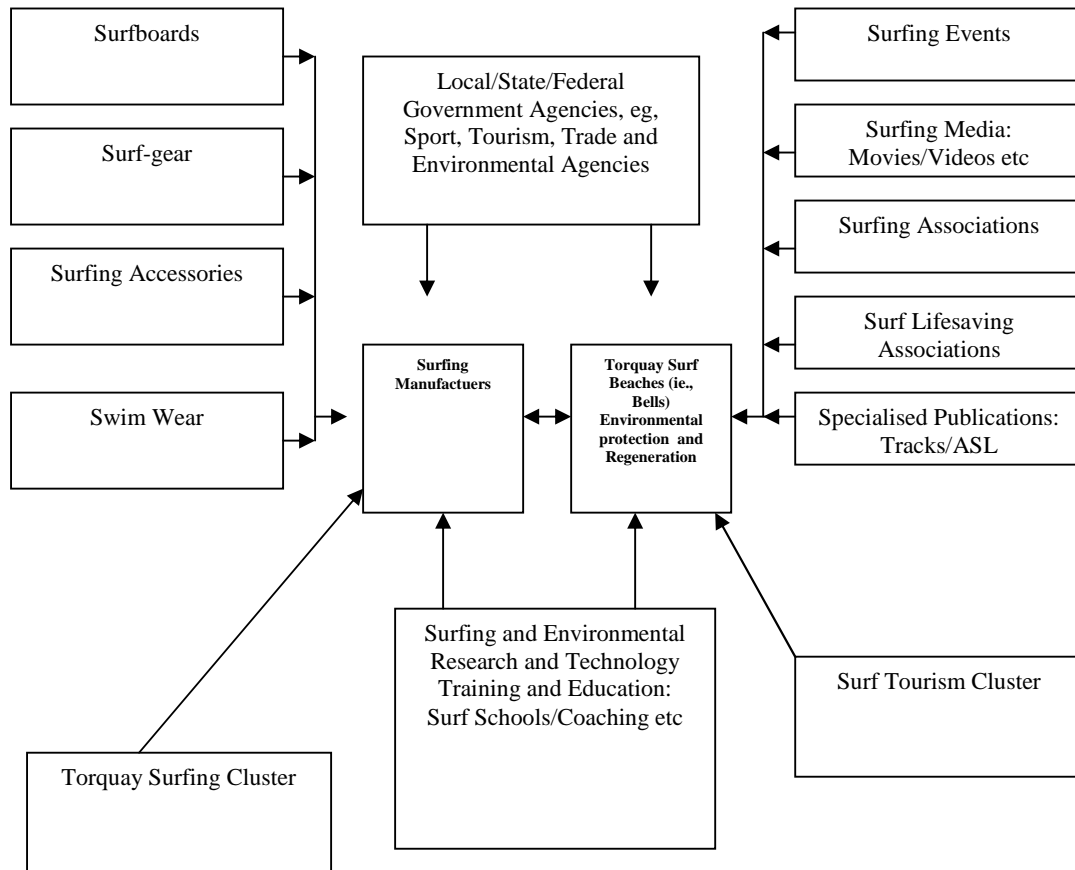 Surfboards
Surf-gear
Surfing Accessories
Swim Wear
Local/State/Federal
Government Agencies, eg,
Sport, Tourism, Trade and
Environmental Agencies
Surfing Events
Surfing Media:
Movies/Videos etc
Surfing Associations
Surf Lifesaving
Associations
Specialised Publications:
Tracks/ASL
Surfing
Manufactuers
Torquay Surf
Beaches (ie.,
Bells)
Environmental
protection and
Regeneration
Surfing and Environmental
Research and Technology
Training and Education:
Surf Schools/Coaching etc
Surf Tourism Cluster
Torquay Surfing Cluster